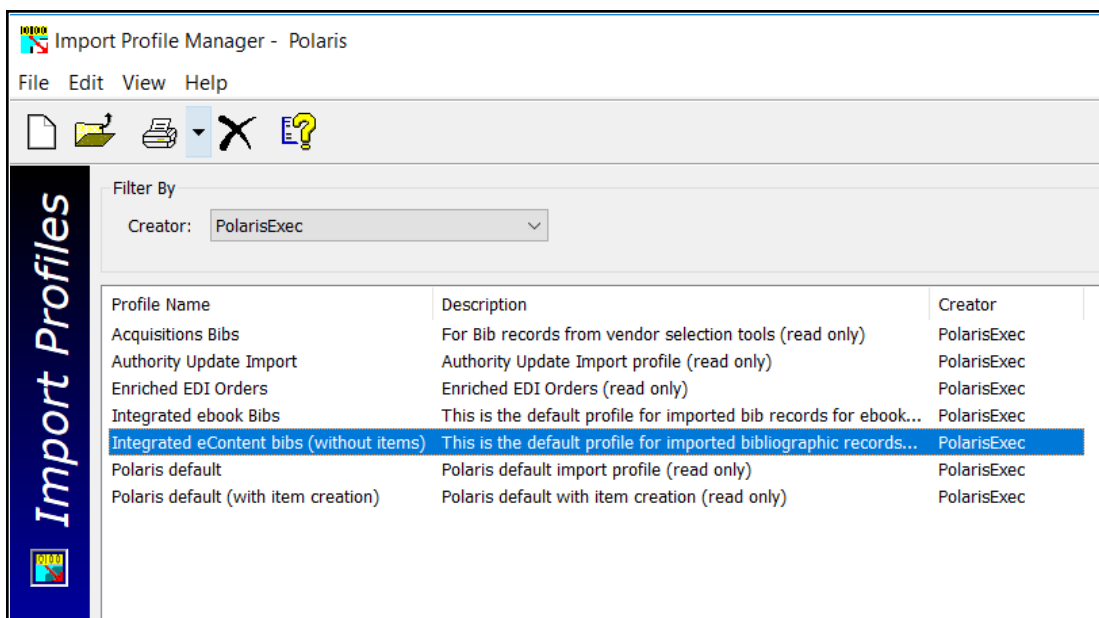 Import Profile Manager - Polaris
File Edit View Help
Import Profiles
Filter By
Creator: PolarisExec
Profile Name Description Creator
Acquisitions Bibs For Bib records from vendor selection tools (read only) PolarisExec
Authority Update Import Authority Update Import profile (read only) PolarisExec
Enriched EDI Orders Enriched EDI Orders (read only) PolarisExec
Integrated ebook Bibs This is the default profile for imported bib records for ebook... PolarisExec
Integrated eContent bibs (without items) This is the default profile for imported bibliographic records... PolarisExec
Polaris default Polaris default import profile (read only) PolarisExec
Polaris default (with item creation) Polaris default with item creation (read only) PolarisExec